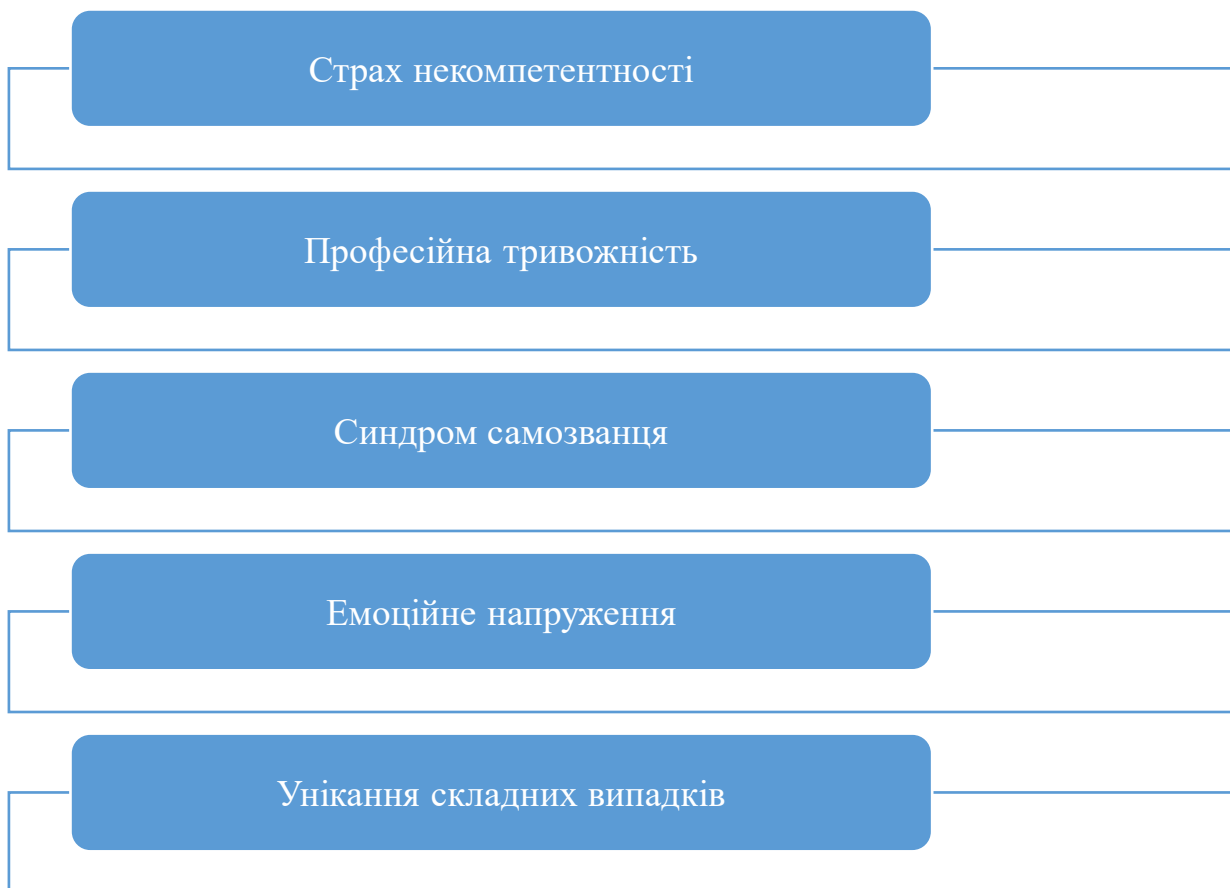 Страх некомпетентності
Професійна тривожність
Синдром самозванця
Емоційне напруження
Унікання складних випадків